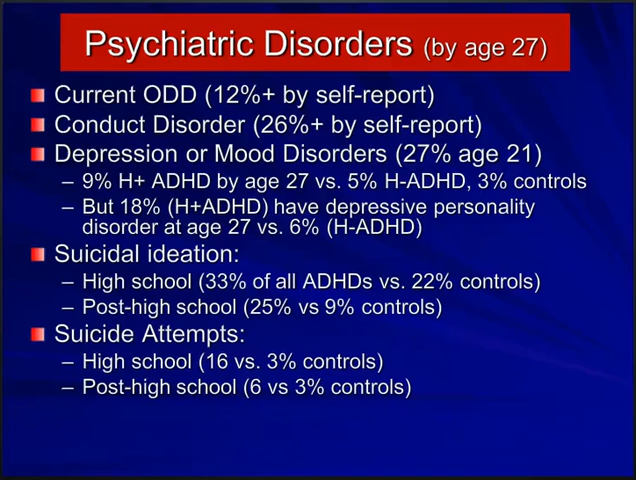 Psychiatric Disorders (by age 27)
Current ODD (12%+ by self-report)
Conduct Disorder (26%+ by self-report)
Depression or Mood Disorders (27% age 21)
– 9% H+ ADHD by age 27 vs. 5% H-ADHD, 3% controls
– But 18% (H+ADHD) have depressive personality
disorder at age 27 vs. 6% (H-ADHD)
Suicidal ideation:
– High school (33% of all ADHDs vs. 22% controls)
– Post-high school (25% vs 9% controls)
Suicide Attempts:
– High school (16 vs. 3% controls)
– Post-high school (6 vs 3% controls)